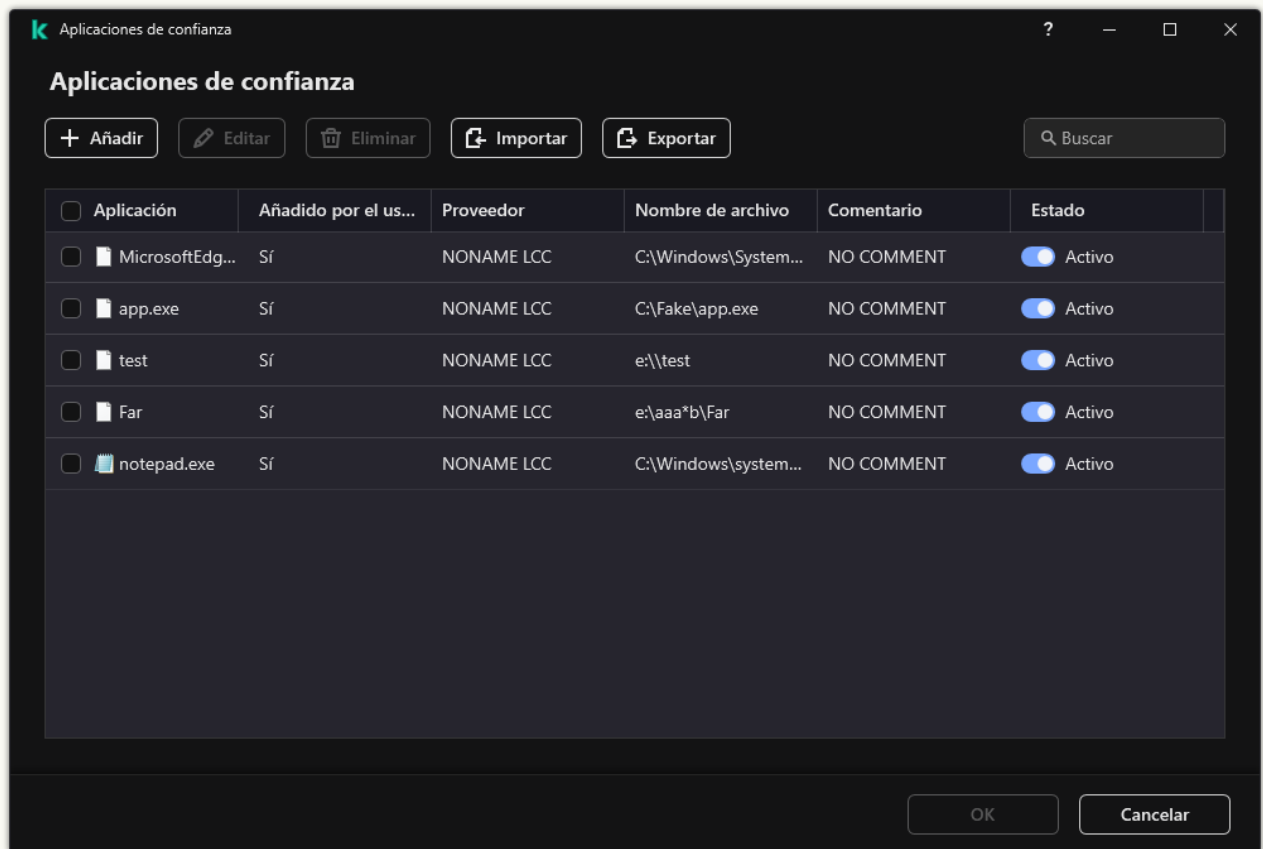 Aplicaciones de confianza
Aplicaciones de confianza
Añadir Editar Eliminar Importar Exportar Buscar
Aplicación Añadido por el us... Proveedor Nombre de archivo Comentario Estado
MicrosoftEdg... Sí NONAME LCC C:\Windows\System... NO COMMENT Activo
app.exe Sí NONAME LCC C:\Fake\app.exe NO COMMENT Activo
test Sí NONAME LCC e:\\test NO COMMENT Activo
Far Sí NONAME LCC e:\aaa*b\Far NO COMMENT Activo
notepad.exe Sí NONAME LCC C:\Windows\system... NO COMMENT Activo
OK Cancelar